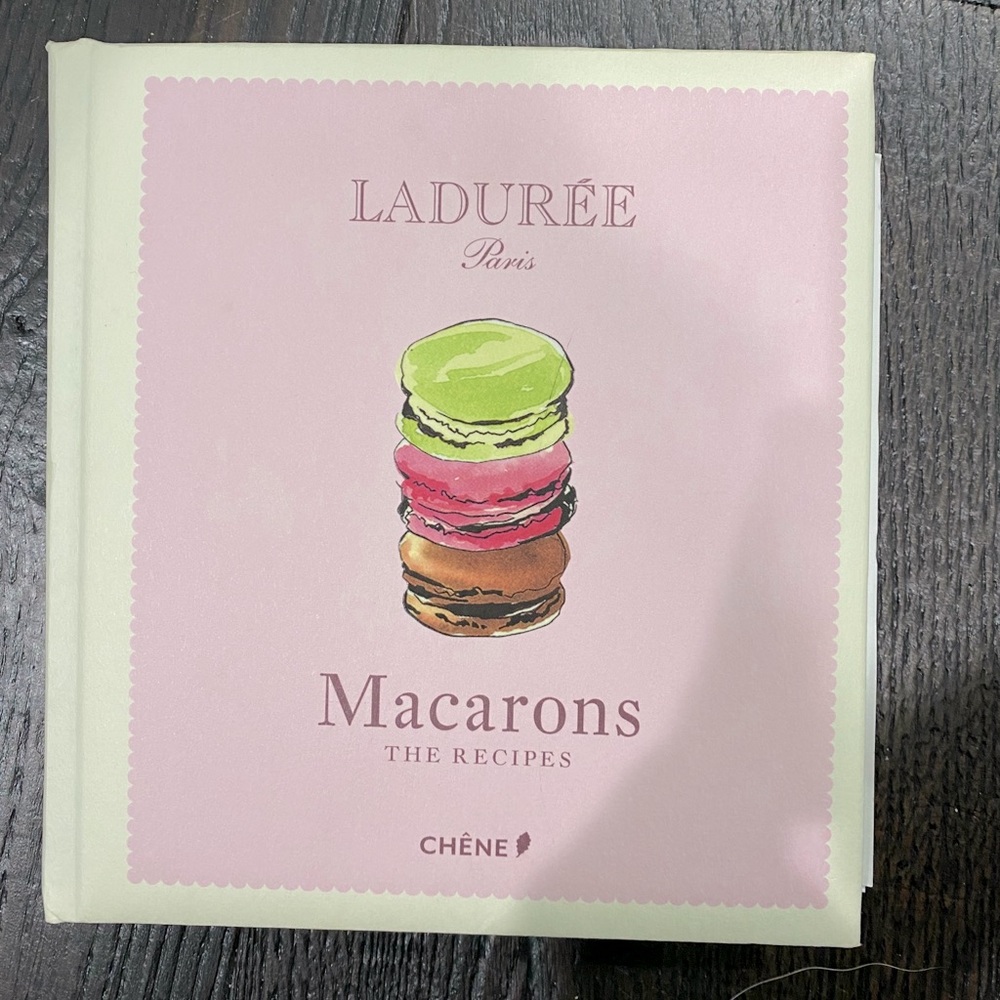 LADURÉE
Paris
Macarons
THE RECIPES
CHÊNE